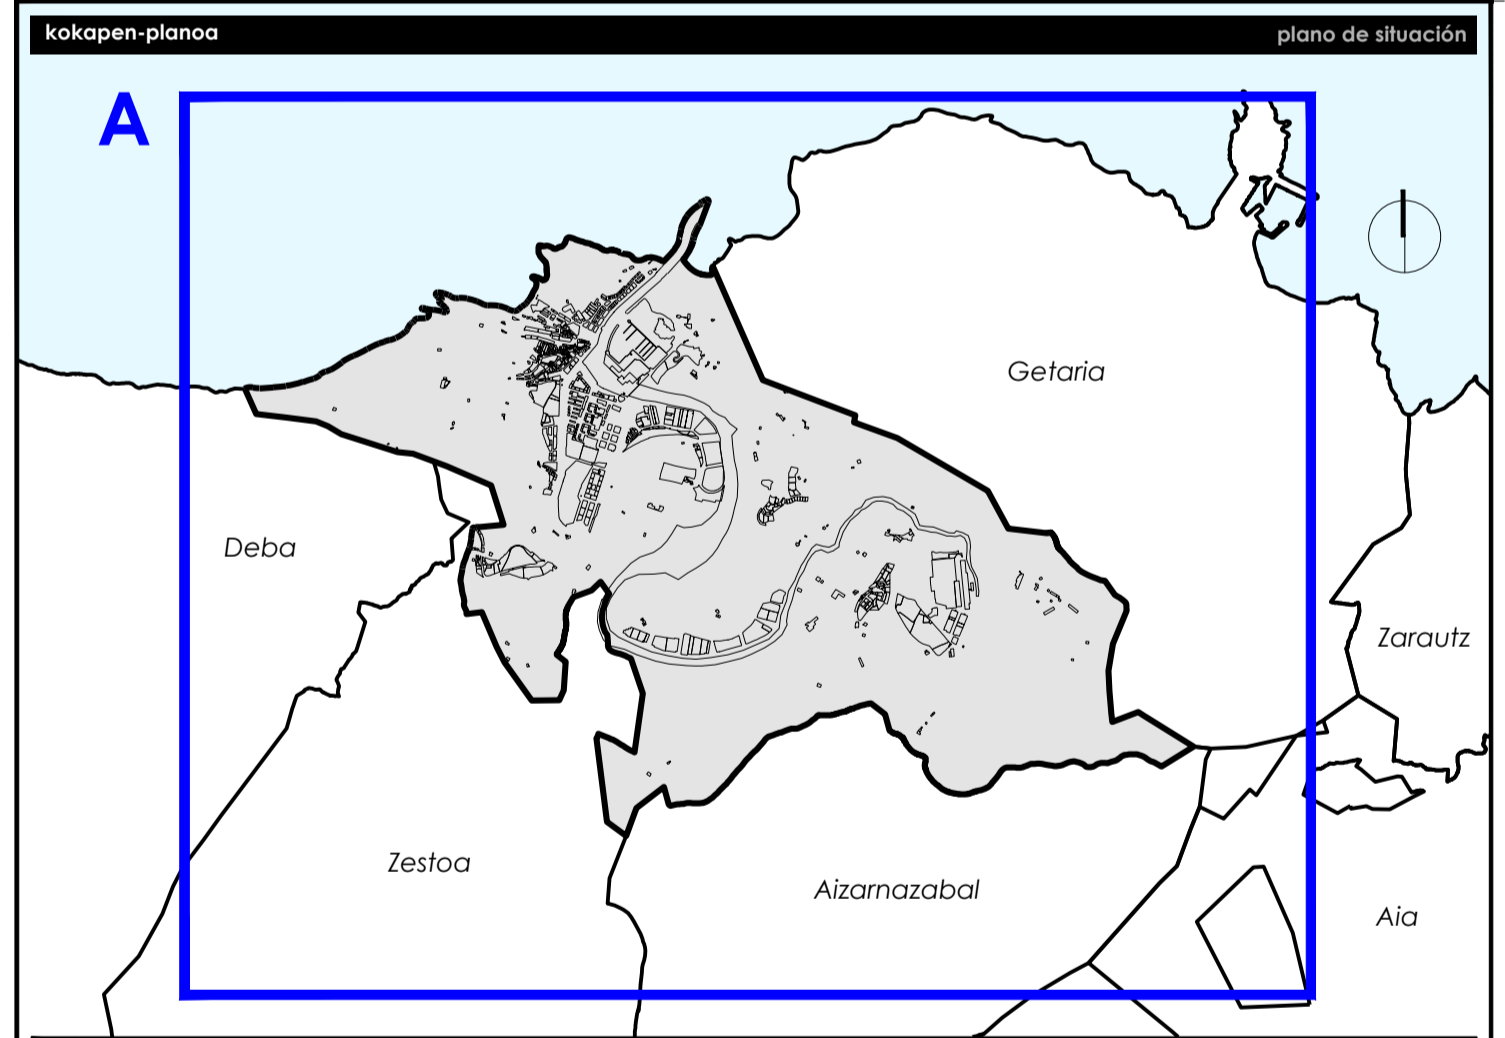 kokapen-planoa
plano de situación
A
Getaria
Deba
Zarautz
Zestoa
Aizarnazabal
Aia